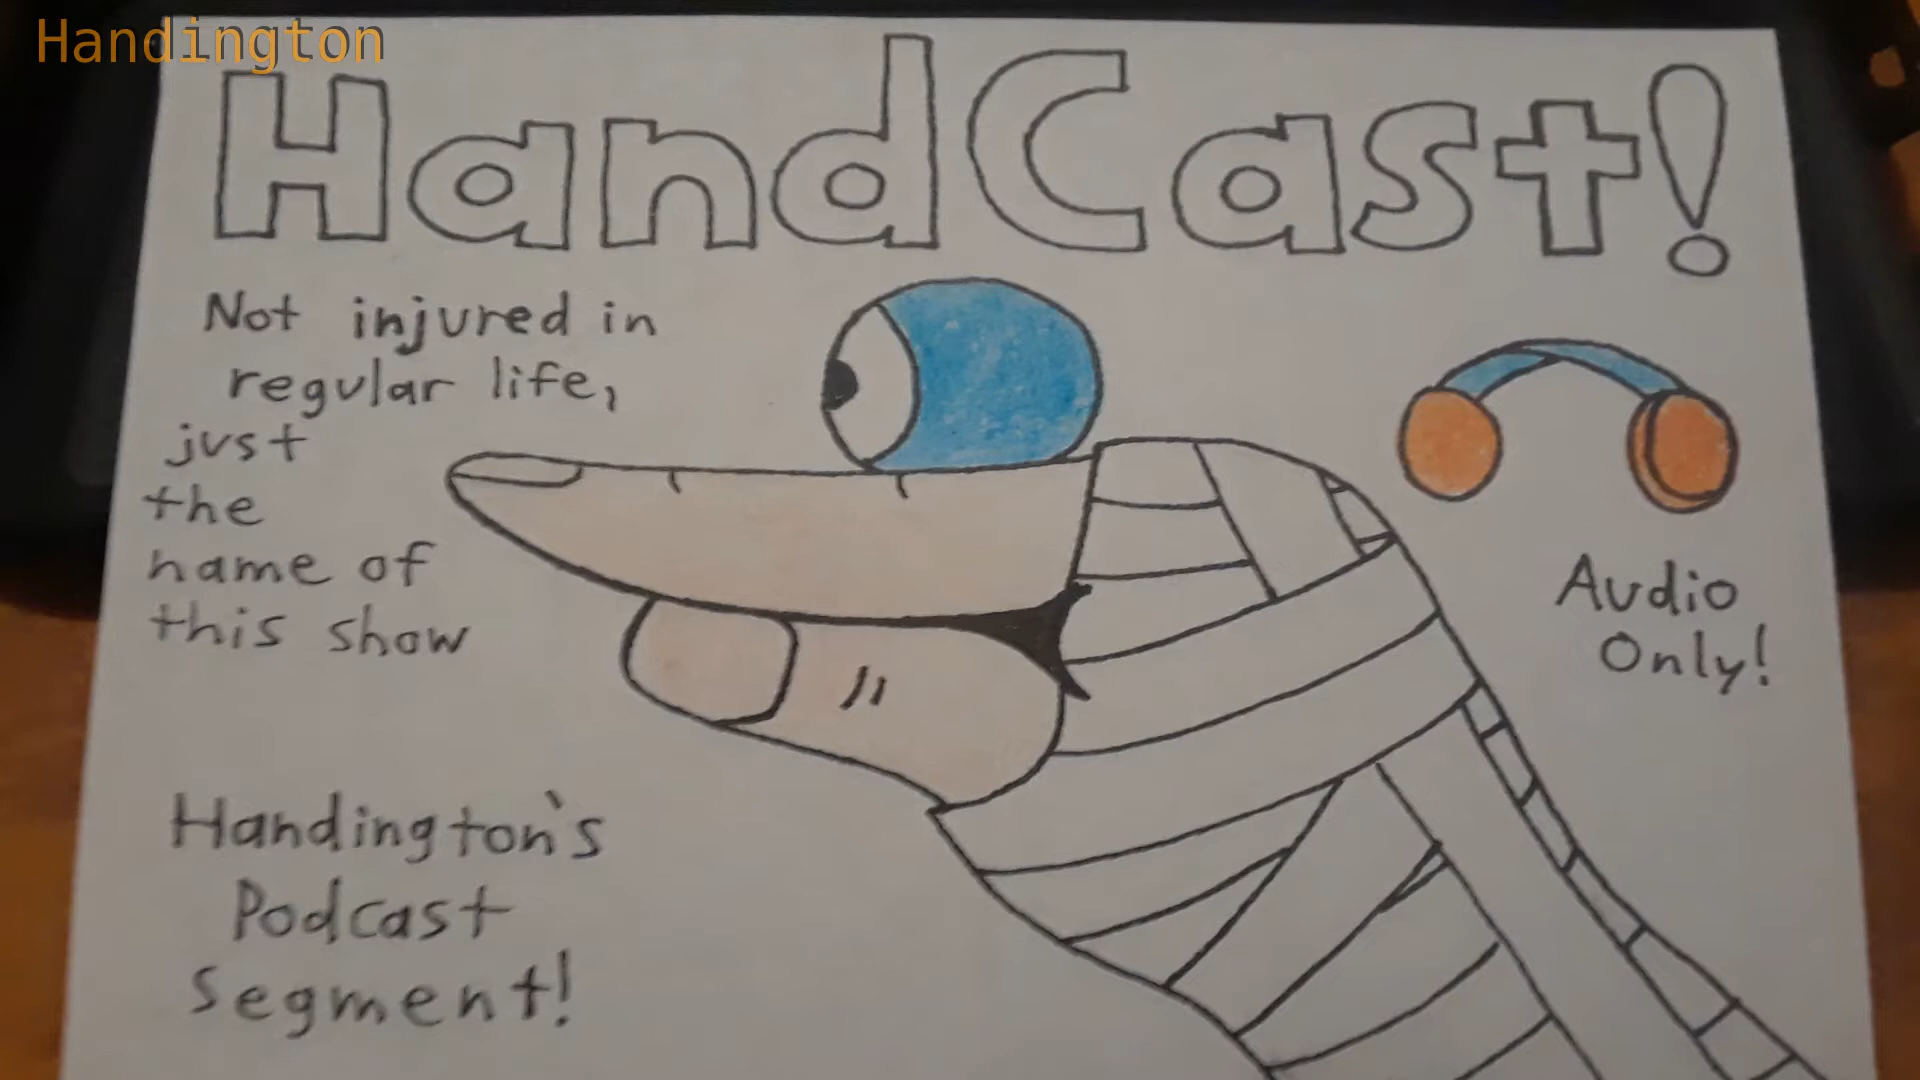 Handington
HandCast!
Not injured in
regular life,
just
the
name of
this show
Audio
Only!
Handington's
Podcast
Segment!